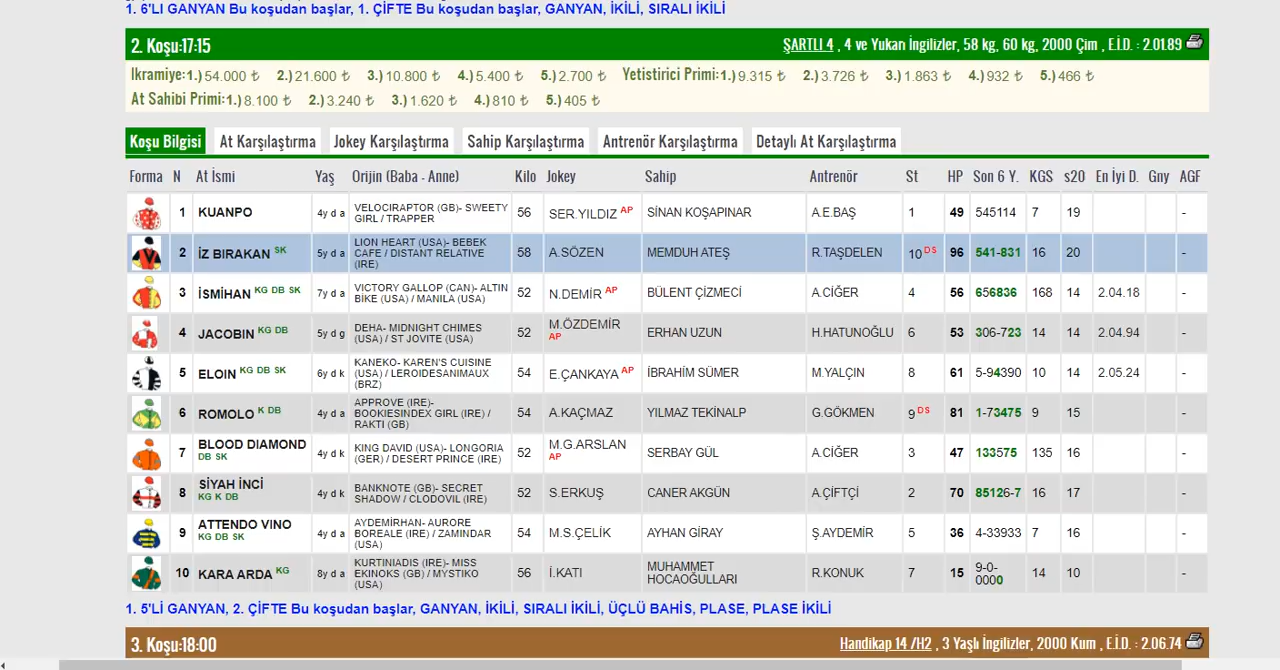 1. 6'LI GANYAN Bu koşudan başlar, 1. ÇİFTE Bu koşudan başlar, GANYAN, İKİLİ, SIRALI İKİLİ
2. Koşu:17:15 ŞARTLI 4 , 4 ve Yukarı İngilizler, 58 kg, 60 kg, 2000 Çim , E.İ.D. : 2.01.89
İkramiye:1.) 54.000 ₺ 2.) 21.600 ₺ 3.) 10.800 ₺ 4.) 5.400 ₺ 5.) 2.700 ₺ Yetistirici Primi:1.) 9.315 ₺ 2.) 3.726 ₺ 3.) 1.863 ₺ 4.) 932 ₺ 5.) 466 ₺
At Sahibi Primi:1.) 8.100 ₺ 2.) 3.240 ₺ 3.) 1.620 ₺ 4.) 810 ₺ 5.) 405 ₺
Koşu Bilgisi At Karşılaştırma Jokey Karşılaştırma Sahip Karşılaştırma Antrenör Karşılaştırma Detaylı At Karşılaştırma
Forma N At İsmi Yaş Orijin (Baba - Anne) Kilo Jokey Sahip Antrenör St HP Son 6 Y. KGS s20 En İyi D. Gny AGF
1 KUANPO 4y d a VELOCIRAPTOR (GB)- SWEETY GIRL / TRAPPER 56 SER.YILDIZ AP SİNAN KOŞAPINAR A.E.BAŞ 1 49 545114 7 19 -
2 İZ BIRAKAN SK 5y d a LION HEART (USA)- BEBEK CAFE / DISTANT RELATIVE (IRE) 58 A.SÖZEN MEMDUH ATEŞ R.TAŞDELEN 10 DS 96 541-831 16 20 -
3 İSMİHAN KG DB SK 7y d a VICTORY GALLOP (CAN)- ALTIN BİKE (USA) / MANILA (USA) 52 N.DEMİR AP BÜLENT ÇİZMECİ A.CİĞER 4 56 656836 168 14 2.04.18 -
4 JACOBIN KG DB 5y d g DEHA- MIDNIGHT CHIMES (USA) / ST JOVITE (USA) 52 M.ÖZDEMİR AP ERHAN UZUN H.HATUNOĞLU 6 53 306-723 14 14 2.04.94 -
5 ELOIN KG DB SK 6y d k KANEKO- KAREN'S CUISINE (USA) / LEROIDESANIMAUX (BRZ) 54 E.ÇANKAYA AP İBRAHİM SÜMER M.YALÇIN 8 61 5-94390 10 14 2.05.24 -
6 ROMOLO K DB 4y d a APPROVE (IRE)- BOOKIESINDEX GIRL (IRE) / RAKTI (GB) 54 A.KAÇMAZ YILMAZ TEKİNALP G.GÖKMEN 9 DS 81 1-73475 9 15 -
7 BLOOD DIAMOND DB SK 4y d k KING DAVID (USA)- LONGORIA (GER) / DESERT PRINCE (IRE) 52 M.G.ARSLAN AP SERBAY GÜL A.CİĞER 3 47 133575 135 16 -
8 SİYAH İNCİ KG K DB 4y d k BANKNOTE (GB)- SECRET SHADOW / CLODOVIL (IRE) 52 S.ERKUŞ CANER AKGÜN A.ÇİFTÇİ 2 70 85126-7 16 17 -
9 ATTENDO VINO KG DB SK 4y d a AYDEMİRHAN- AURORE BOREALE (IRE) / ZAMINDAR (USA) 54 M.S.ÇELİK AYHAN GİRAY Ş.AYDEMİR 5 36 4-33933 7 16 -
10 KARA ARDA KG 8y d a KURTINIADIS (IRE)- MISS EKINOKS (GB) / MYSTIKO (USA) 56 İ.KATI MUHAMMET HOCAOĞULLARI R.KONUK 7 15 9-0-0000 14 10 -
1. 5'Lİ GANYAN, 2. ÇİFTE Bu koşudan başlar, GANYAN, İKİLİ, SIRALI İKİLİ, ÜÇLÜ BAHİS, PLASE, PLASE İKİLİ
3. Koşu:18:00 Handikap 14 /H2 , 3 Yaşlı İngilizler, 2000 Kum , E.İ.D. : 2.06.74